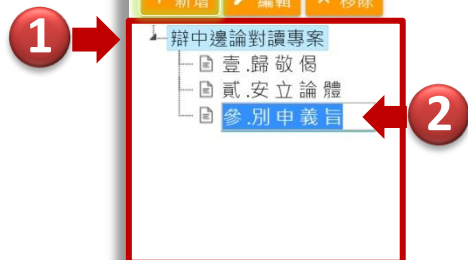 + 新增 編輯 × 移除
1
辯中邊論對讀專案
壹.歸敬偈
貳.安立論體
參.別申義旨
2